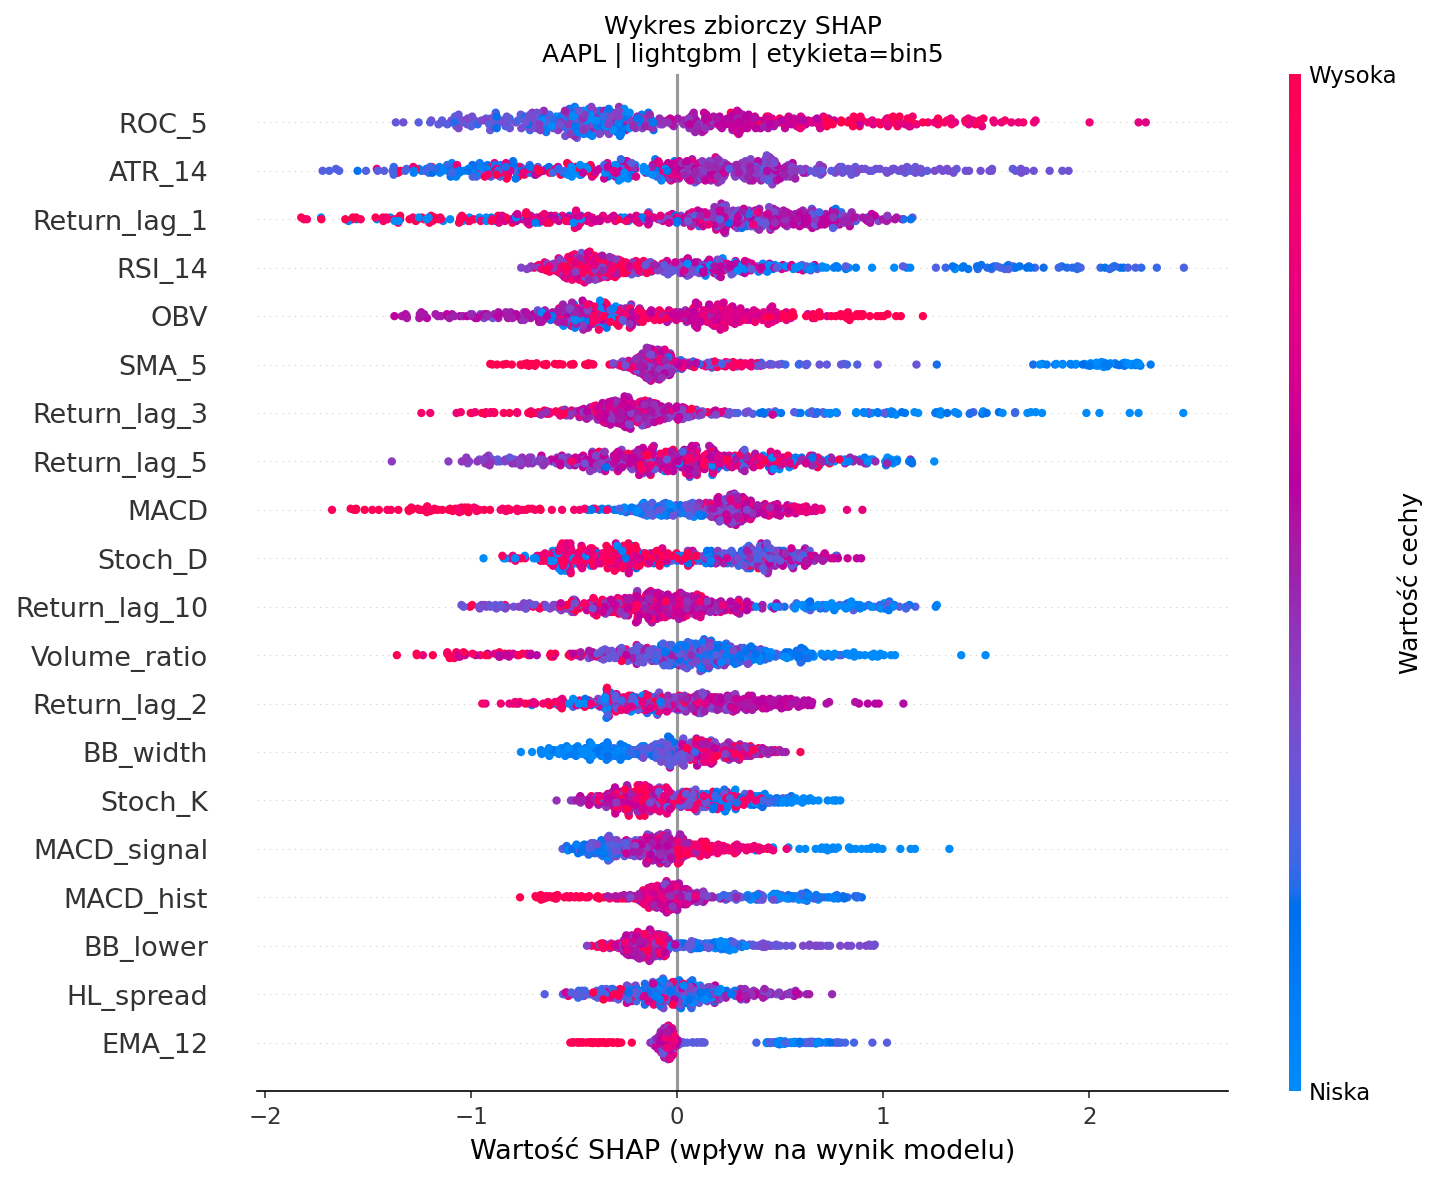 Wykres zbiorczy SHAP
AAPL | lightgbm | etykieta=bin5
Wysoka
ROC_5
ATR_14
Return_lag_1
RSI_14
OBV
SMA_5
Return_lag_3
Return_lag_5
MACD
Stoch_D
Return_lag_10
Volume_ratio
Return_lag_2
BB_width
Stoch_K
MACD_signal
MACD_hist
BB_lower
HL_spread
EMA_12
Wartość cechy
Niska
−2 −1 0 1 2
Wartość SHAP (wpływ na wynik modelu)